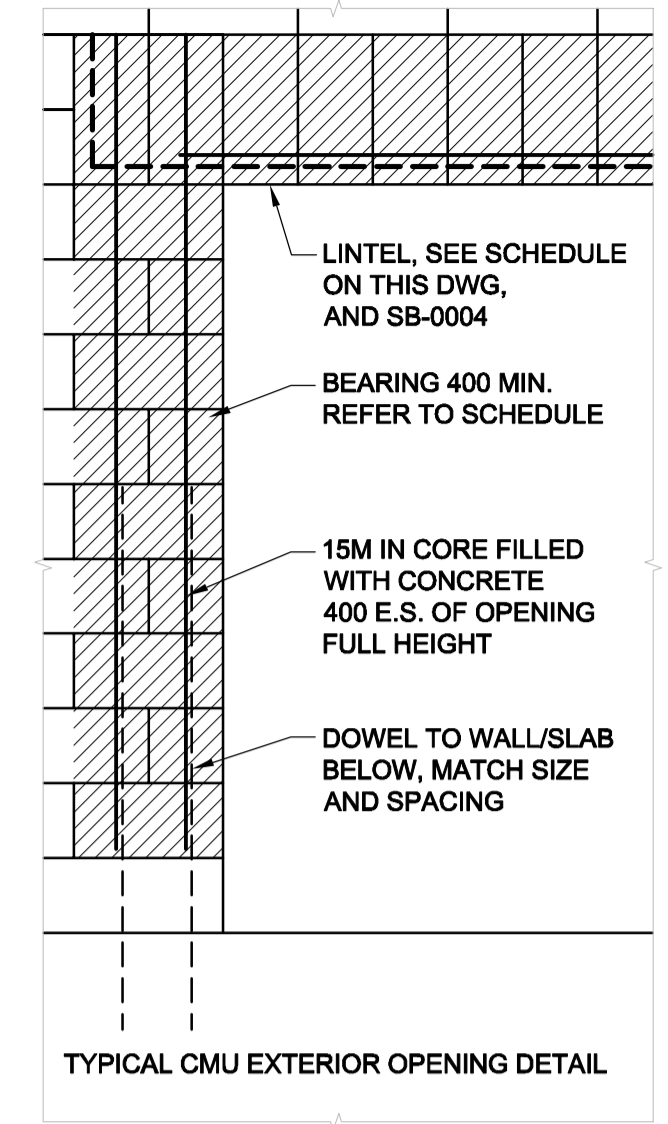 LINTEL, SEE SCHEDULE
ON THIS DWG,
AND SB-0004
BEARING 400 MIN.
REFER TO SCHEDULE
15M IN CORE FILLED
WITH CONCRETE
400 E.S. OF OPENING
FULL HEIGHT
DOWEL TO WALL/SLAB
BELOW, MATCH SIZE
AND SPACING
TYPICAL CMU EXTERIOR OPENING DETAIL